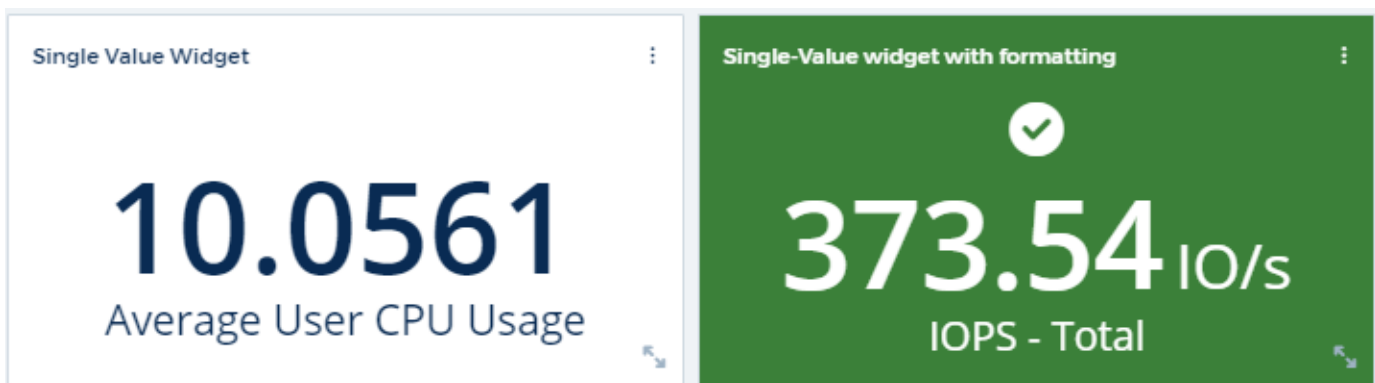 Single Value Widget
10.0561
Average User CPU Usage
Single-Value widget with formatting
373.54 IO/s
IOPS - Total